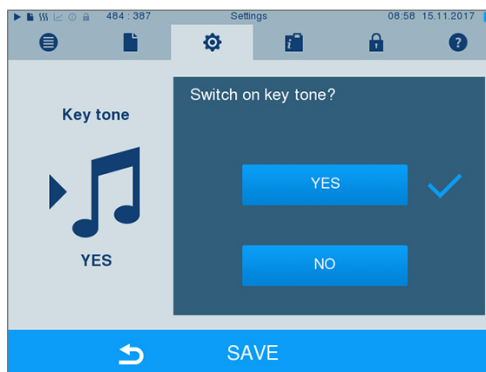 484 : 387 Settings 08:58 15.11.2017
Key tone
YES
Switch on key tone?
YES
NO
SAVE